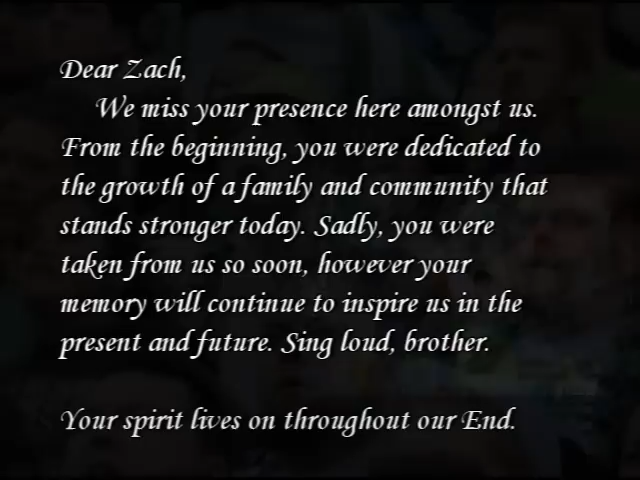 Dear Zach,
We miss your presence here amongst us.
From the beginning, you were dedicated to
the growth of a family and community that
stands stronger today. Sadly, you were
taken from us so soon, however your
memory will continue to inspire us in the
present and future. Sing loud, brother.
Your spirit lives on throughout our End.